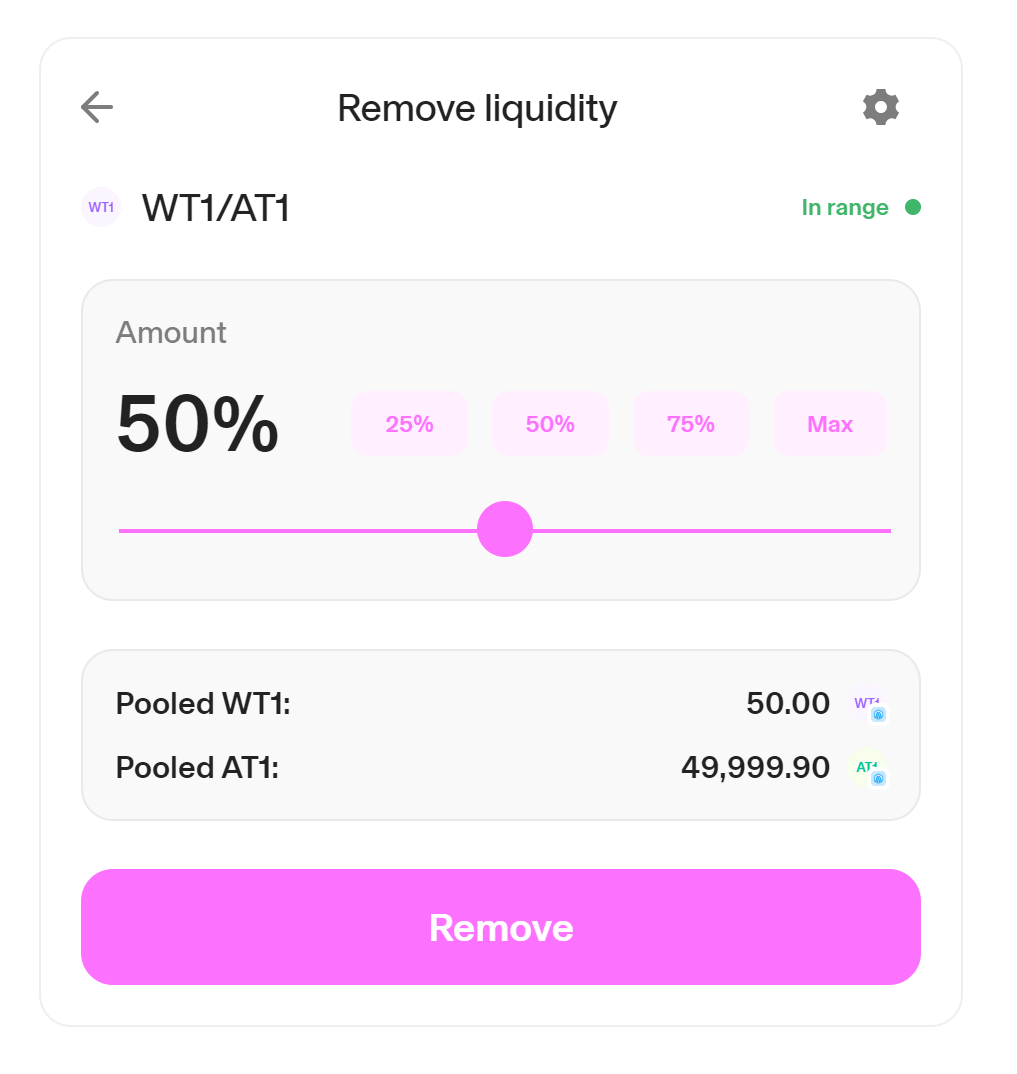 Remove liquidity
WT1 WT1/AT1 In range
Amount
50% 25% 50% 75% Max
Pooled WT1: 50.00 WT1
Pooled AT1: 49,999.90 AT1
Remove